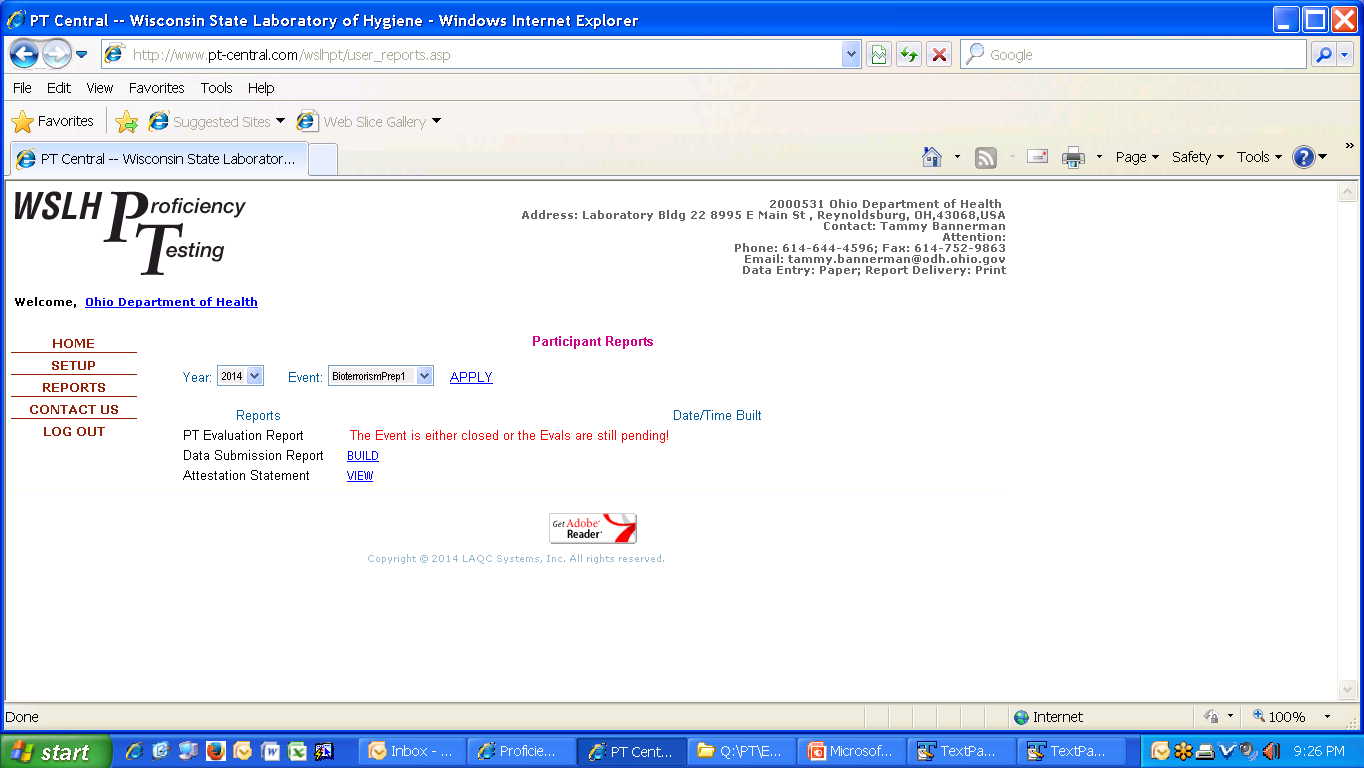 PT Central -- Wisconsin State Laboratory of Hygiene - Windows Internet Explorer
http://www.pt-central.com/wslhpt/user_reports.asp
Google
File Edit View Favorites Tools Help
Favorites Suggested Sites Web Slice Gallery
PT Central -- Wisconsin State Laborator... Page Safety Tools »
WSLH Proficiency Testing
2000531 Ohio Department of Health
Address: Laboratory Bldg 22 8995 E Main St , Reynoldsburg, OH,43068,USA
Contact: Tammy Bannerman
Attention:
Phone: 614-644-4596; Fax: 614-752-9863
Email: tammy.bannerman@odh.ohio.gov
Data Entry: Paper; Report Delivery: Print
Welcome, Ohio Department of Health
HOME
SETUP
REPORTS
CONTACT US
LOG OUT
Participant Reports
Year: 2014 Event: BioterrorismPrep1 APPLY
Reports Date/Time Built
PT Evaluation Report The Event is either closed or the Evals are still pending!
Data Submission Report BUILD
Attestation Statement VIEW
Get Adobe Reader
Copyright © 2014 LAQC Systems, Inc. All rights reserved.
Done Internet 100%
start Inbox - ... Proficie... PT Cent... Q:\PT\E... Microsof... TextPa... TextPa... 9:26 PM